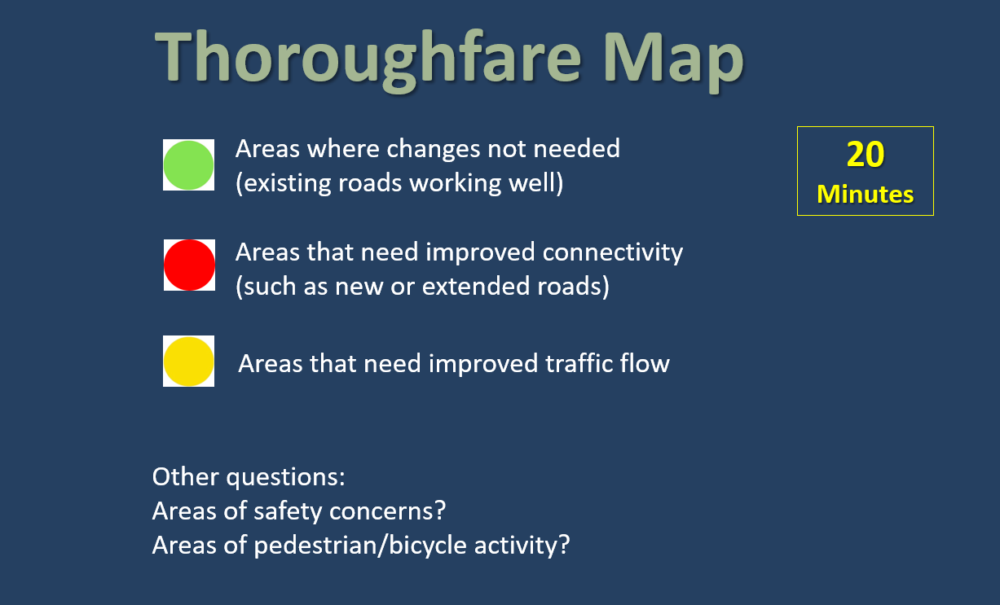 Thoroughfare Map
Areas where changes not needed
(existing roads working well)
20
Minutes
Areas that need improved connectivity
(such as new or extended roads)
Areas that need improved traffic flow
Other questions:
Areas of safety concerns?
Areas of pedestrian/bicycle activity?